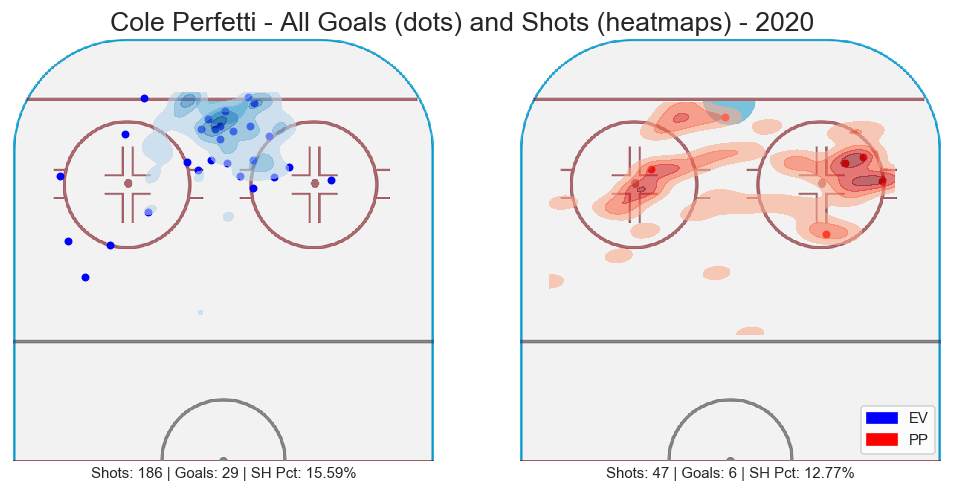 Cole Perfetti - All Goals (dots) and Shots (heatmaps) - 2020
EV
PP
Shots: 186 | Goals: 29 | SH Pct: 15.59%
Shots: 47 | Goals: 6 | SH Pct: 12.77%